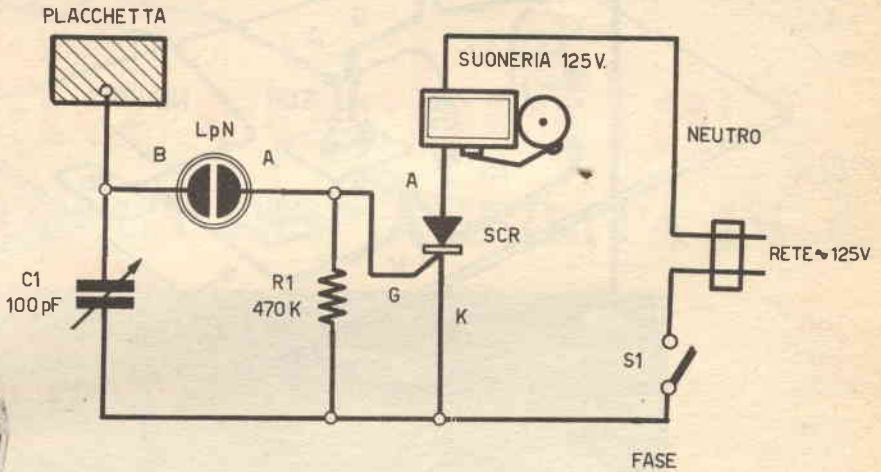 PLACCHETTA
SUONERIA 125V.
LpN
B
A
NEUTRO
A
SCR
RETE ~ 125V
C1
100 pF
R1
470 K
G
K
S1
FASE